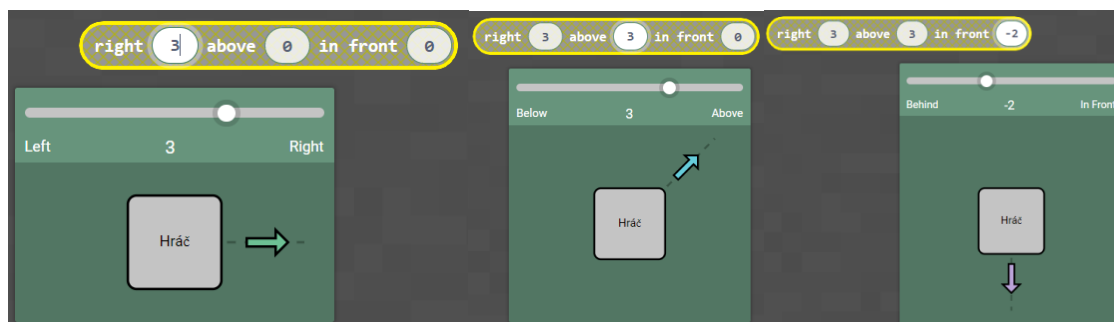 right 3 above 0 in front 0
Left 3 Right
Hráč
right 3 above 3 in front 0
Below 3 Above
Hráč
right 3 above 3 in front -2
Behind -2 In Front
Hráč